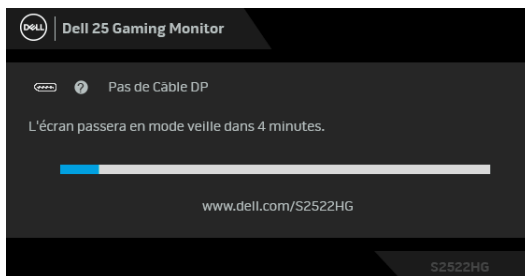 DELL Dell 25 Gaming Monitor
Pas de Câble DP
L'écran passera en mode veille dans 4 minutes.
www.dell.com/S2522HG
S2522HG